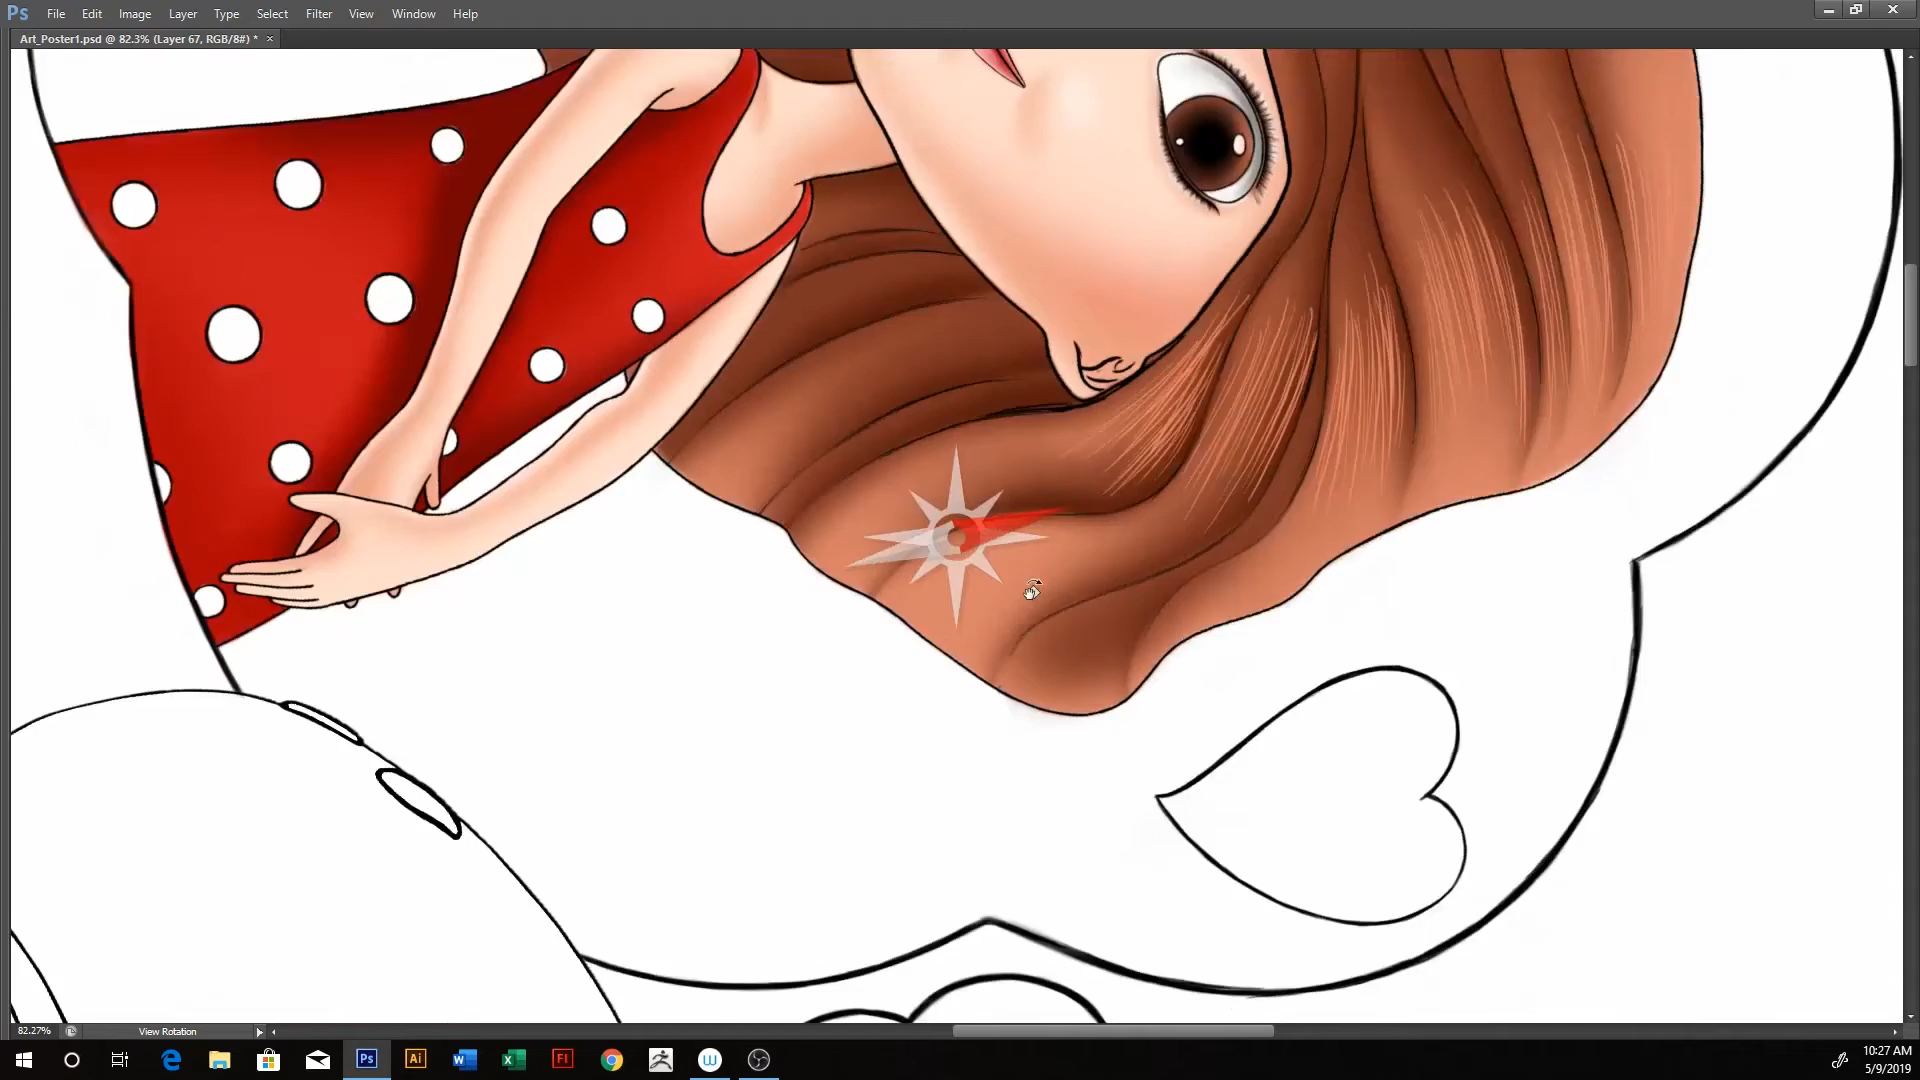 Ps File Edit Image Layer Type Select Filter View Window Help
Art_Poster1.psd @ 82.3% (Layer 67, RGB/8#) * ×
82.27% View Rotation
Ps Ai W X Fl W
10:27 AM
5/9/2019